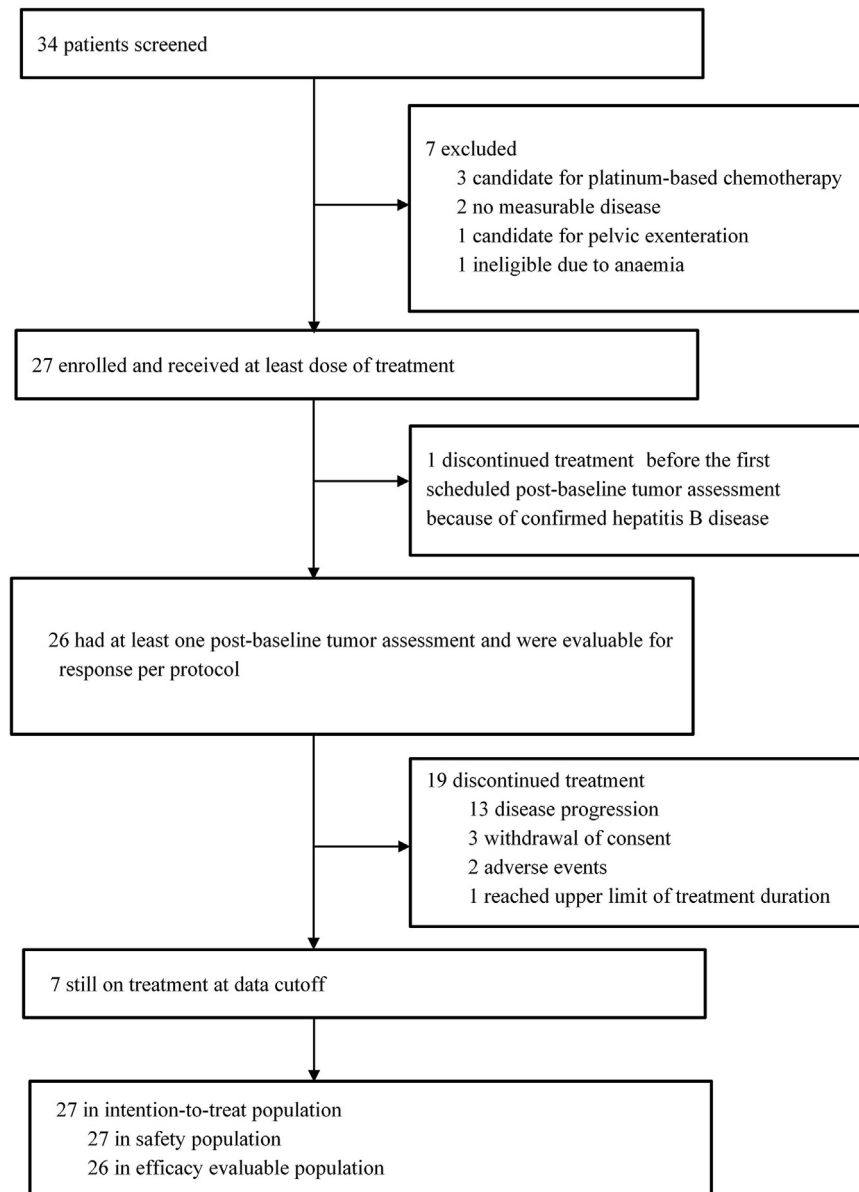 34 patients screened
7 excluded
3 candidate for platinum-based chemotherapy
2 no measurable disease
1 candidate for pelvic exenteration
1 ineligible due to anaemia
27 enrolled and received at least dose of treatment
1 discontinued treatment before the first
scheduled post-baseline tumor assessment
because of confirmed hepatitis B disease
26 had at least one post-baseline tumor assessment and were evaluable for
response per protocol
19 discontinued treatment
13 disease progression
3 withdrawal of consent
2 adverse events
1 reached upper limit of treatment duration
7 still on treatment at data cutoff
27 in intention-to-treat population
27 in safety population
26 in efficacy evaluable population